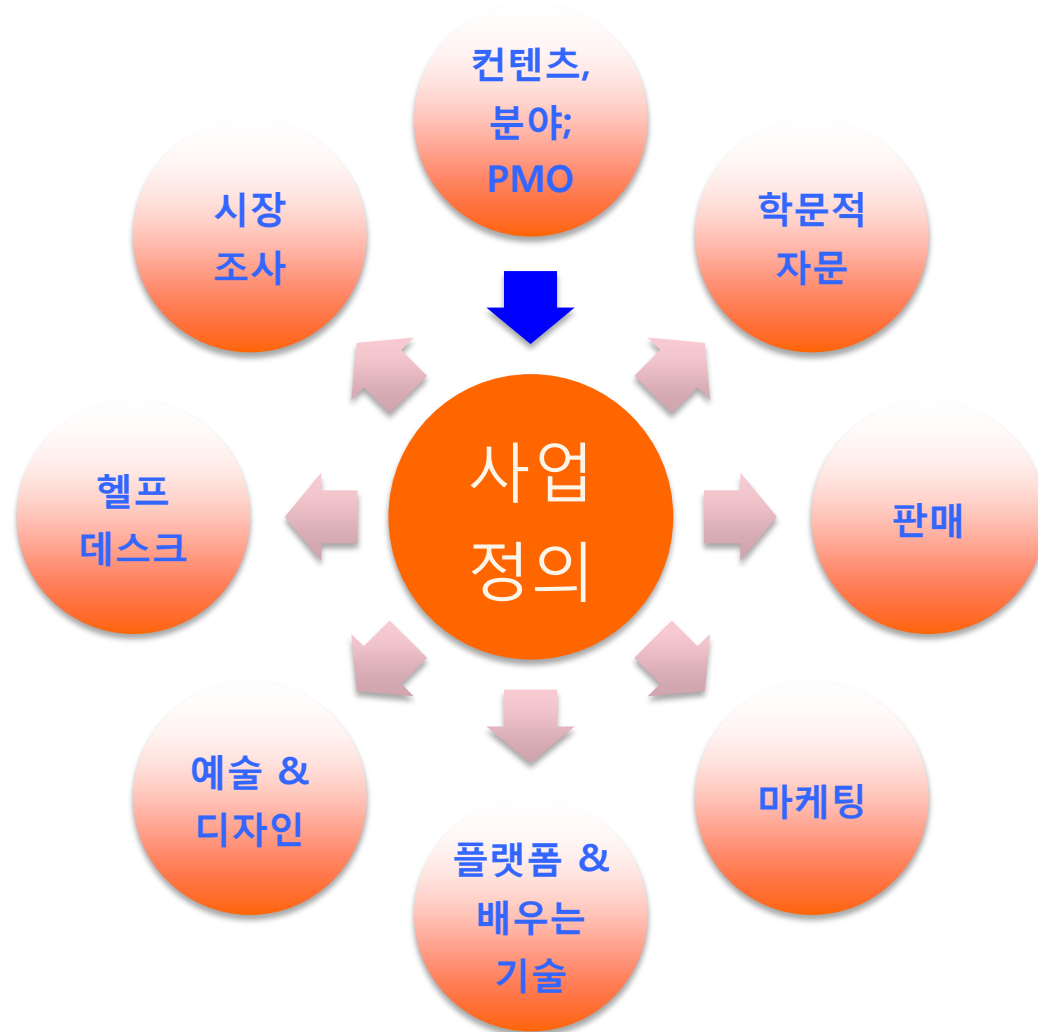 컨텐츠,
분야;
PMO
학문적
자문
판매
마케팅
플랫폼 &
배우는
기술
예술 &
디자인
헬프
데스크
시장
조사
사업
정의